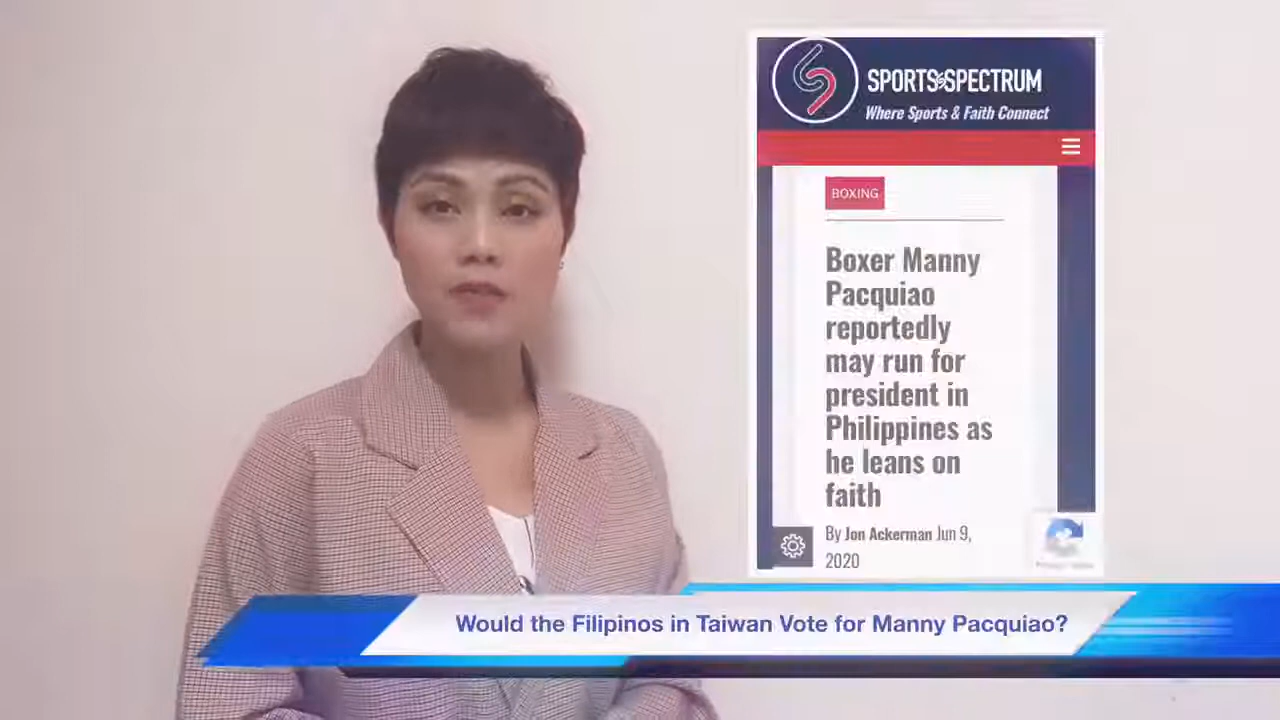 SPORTS SPECTRUM
Where Sports & Faith Connect
BOXING
Boxer Manny
Pacquiao
reportedly
may run for
president in
Philippines as
he leans on
faith
By Jon Ackerman Jun 9,
2020
Would the Filipinos in Taiwan Vote for Manny Pacquiao?